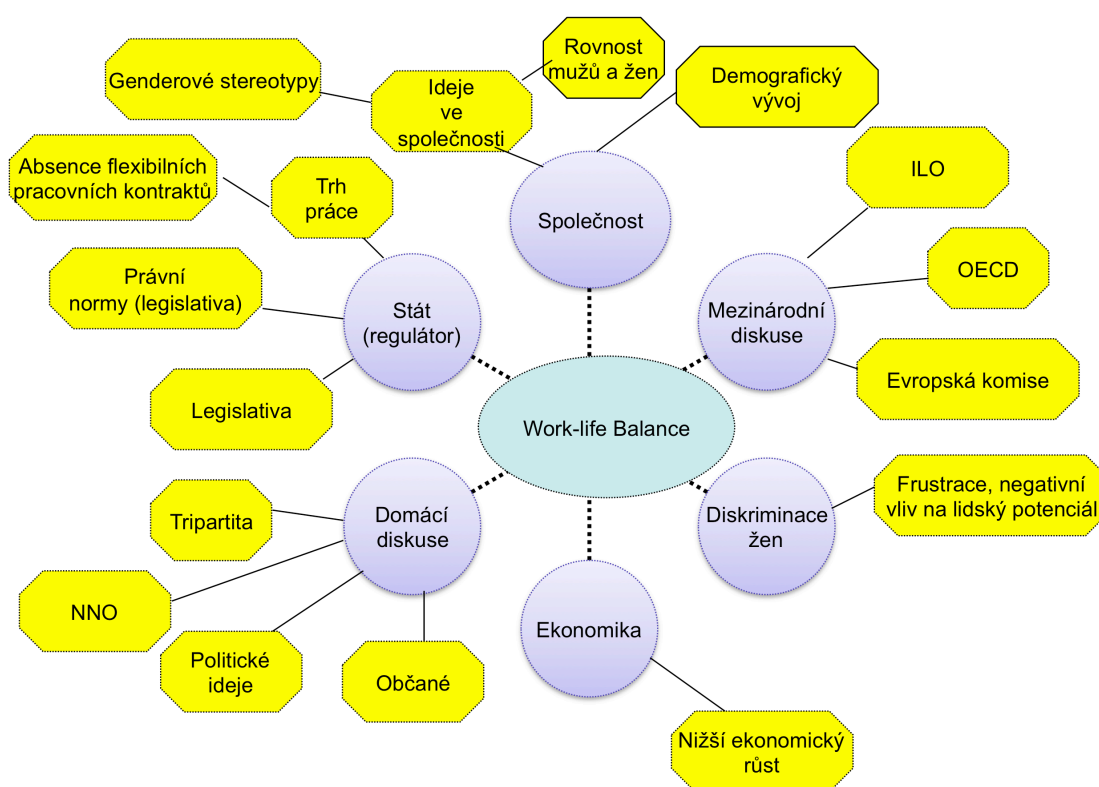 Rovnost
mužů a žen
Genderové stereotypy
Ideje
ve
společnosti
Demografický
vývoj
Absence flexibilních
pracovních kontraktů
Trh
práce
ILO
Společnost
Právní
normy (legislativa)
Stát
(regulátor)
Mezinárodní
diskuse
OECD
Evropská komise
Legislativa
Work-life Balance
Frustrace, negativní
vliv na lidský potenciál
Tripartita
Domácí
diskuse
Diskriminace
žen
NNO
Ekonomika
Politické
ideje
Občané
Nižší ekonomický
růst